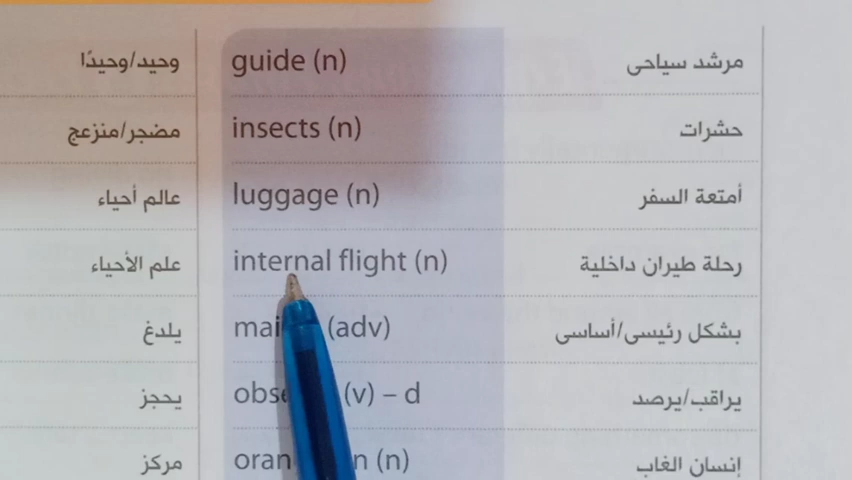 وحيد/وحيدًا
guide (n) مرشد سياحى
مضجر/منزعج
insects (n) حشرات
عالم أحياء
luggage (n) أمتعة السفر
علم الأحياء
internal flight (n) رحلة طيران داخلية
يلدغ
(adv) بشكل رئيسى/أساسى
يحجز
(v) – d يراقب/يرصد
مركز
(n) إنسان الغاب